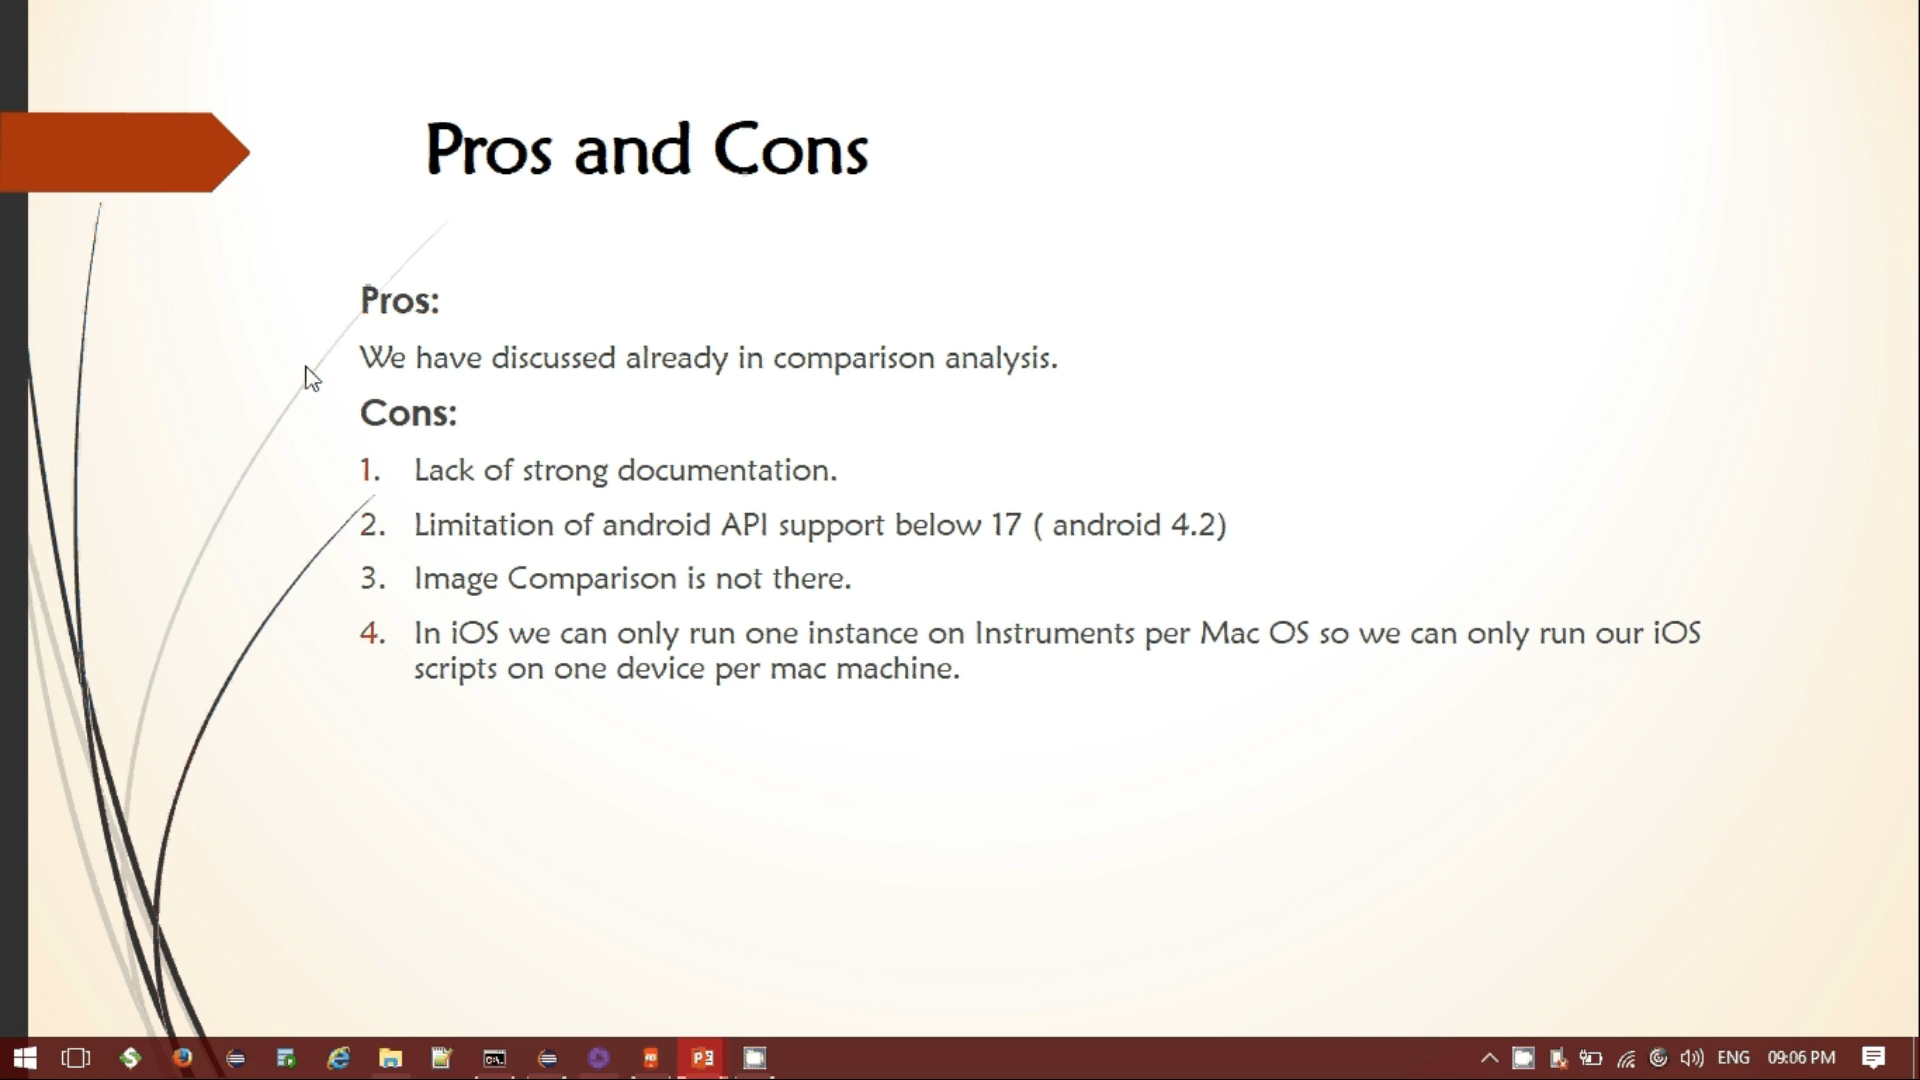 Pros and Cons
Pros:
We have discussed already in comparison analysis.
Cons:
1. Lack of strong documentation.
2. Limitation of android API support below 17 ( android 4.2)
3. Image Comparison is not there.
4. In iOS we can only run one instance on Instruments per Mac OS so we can only run our iOS
scripts on one device per mac machine.
ENG 09:06 PM